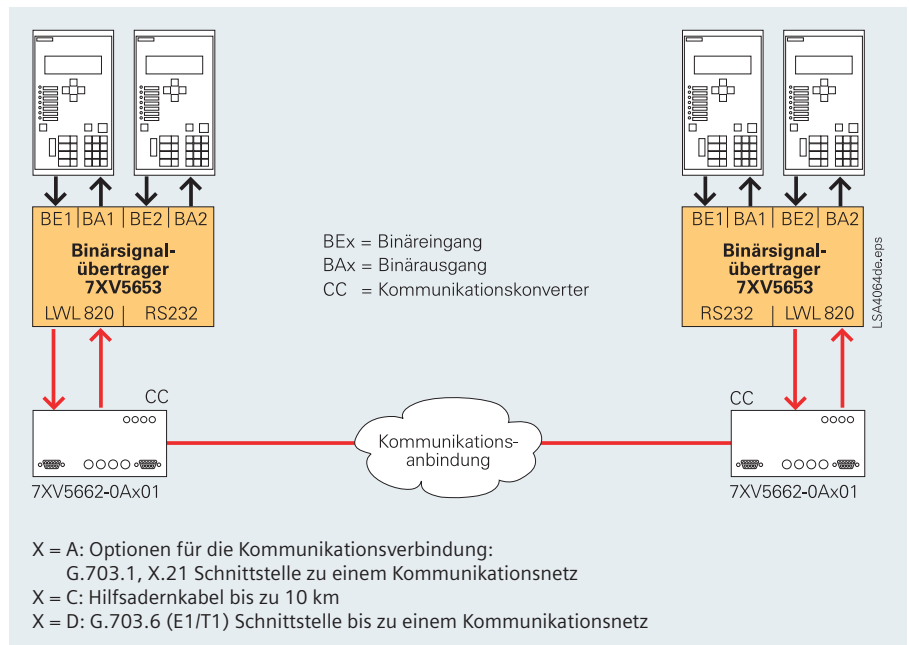 BE1 BA1 BE2 BA2
Binärsignal-
übertrager
7XV5653
LWL 820 RS232
BEx = Binäreingang
BAx = Binärausgang
CC = Kommunikationskonverter
BE1 BA1 BE2 BA2
Binärsignal-
übertrager
7XV5653
RS232 LWL 820
LSA4064de.eps
CC
7XV5662-0Ax01
Kommunikations-
anbindung
CC
7XV5662-0Ax01
X = A: Optionen für die Kommunikationsverbindung:
G.703.1, X.21 Schnittstelle zu einem Kommunikationsnetz
X = C: Hilfsadernkabel bis zu 10 km
X = D: G.703.6 (E1/T1) Schnittstelle bis zu einem Kommunikationsnetz